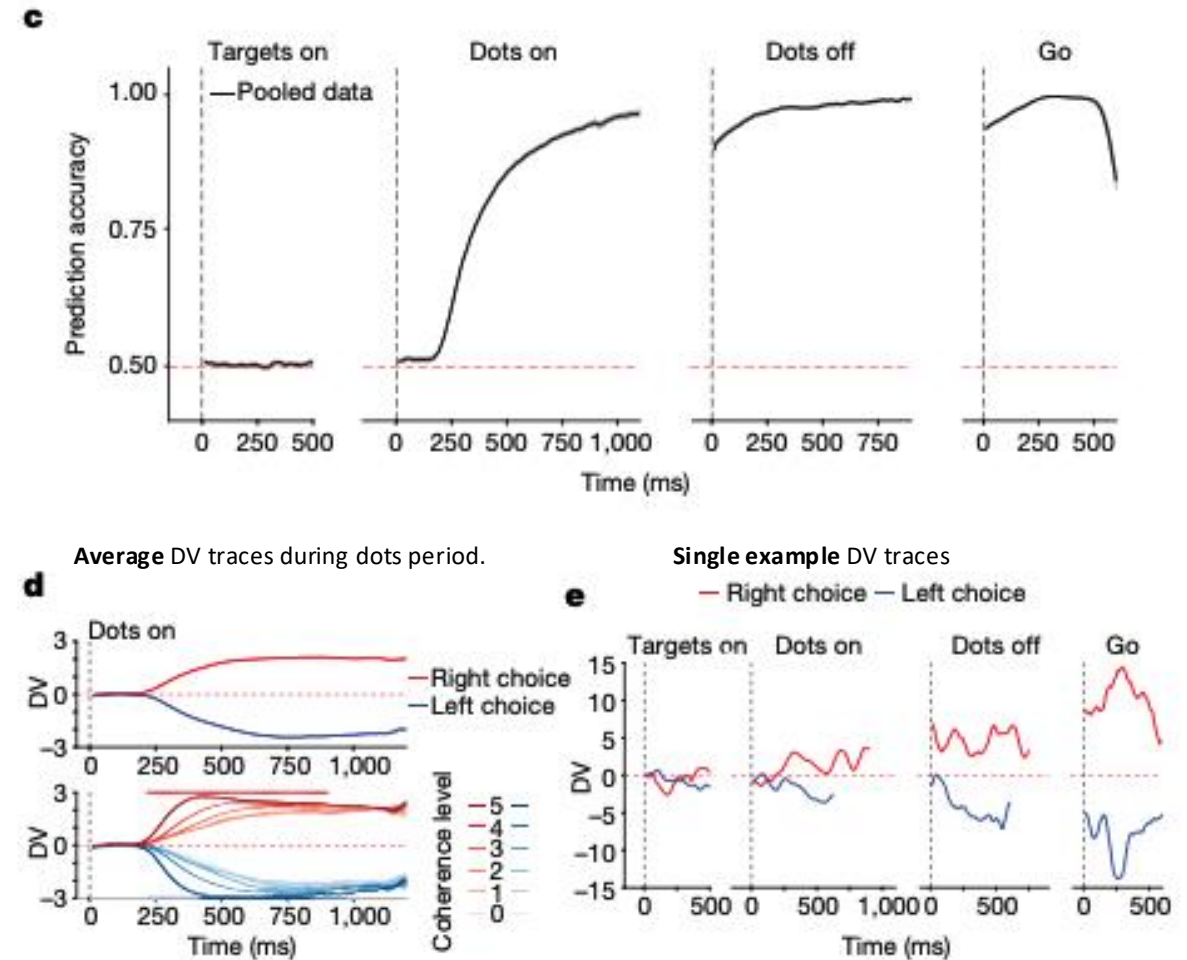 c
Targets on Dots on Dots off Go
Pooled data
Prediction accuracy
1.00
0.75
0.50
0 250 500 0 250 500 750 1,000 0 250 500 750 0 250 500
Time (ms)
Average DV traces during dots period. Single example DV traces
d
Dots on
DV
3
0
–3
Right choice
Left choice
0 250 500 750 1,000
DV
3
0
–3
0 250 500 750 1,000
Time (ms)
Coherence level
5
4
3
2
1
0
e
Right choice Left choice
Targets on Dots on Dots off Go
DV
15
10
5
0
–5
–10
–15
0 500 0 500 1,000 0 500 0 500
Time (ms)